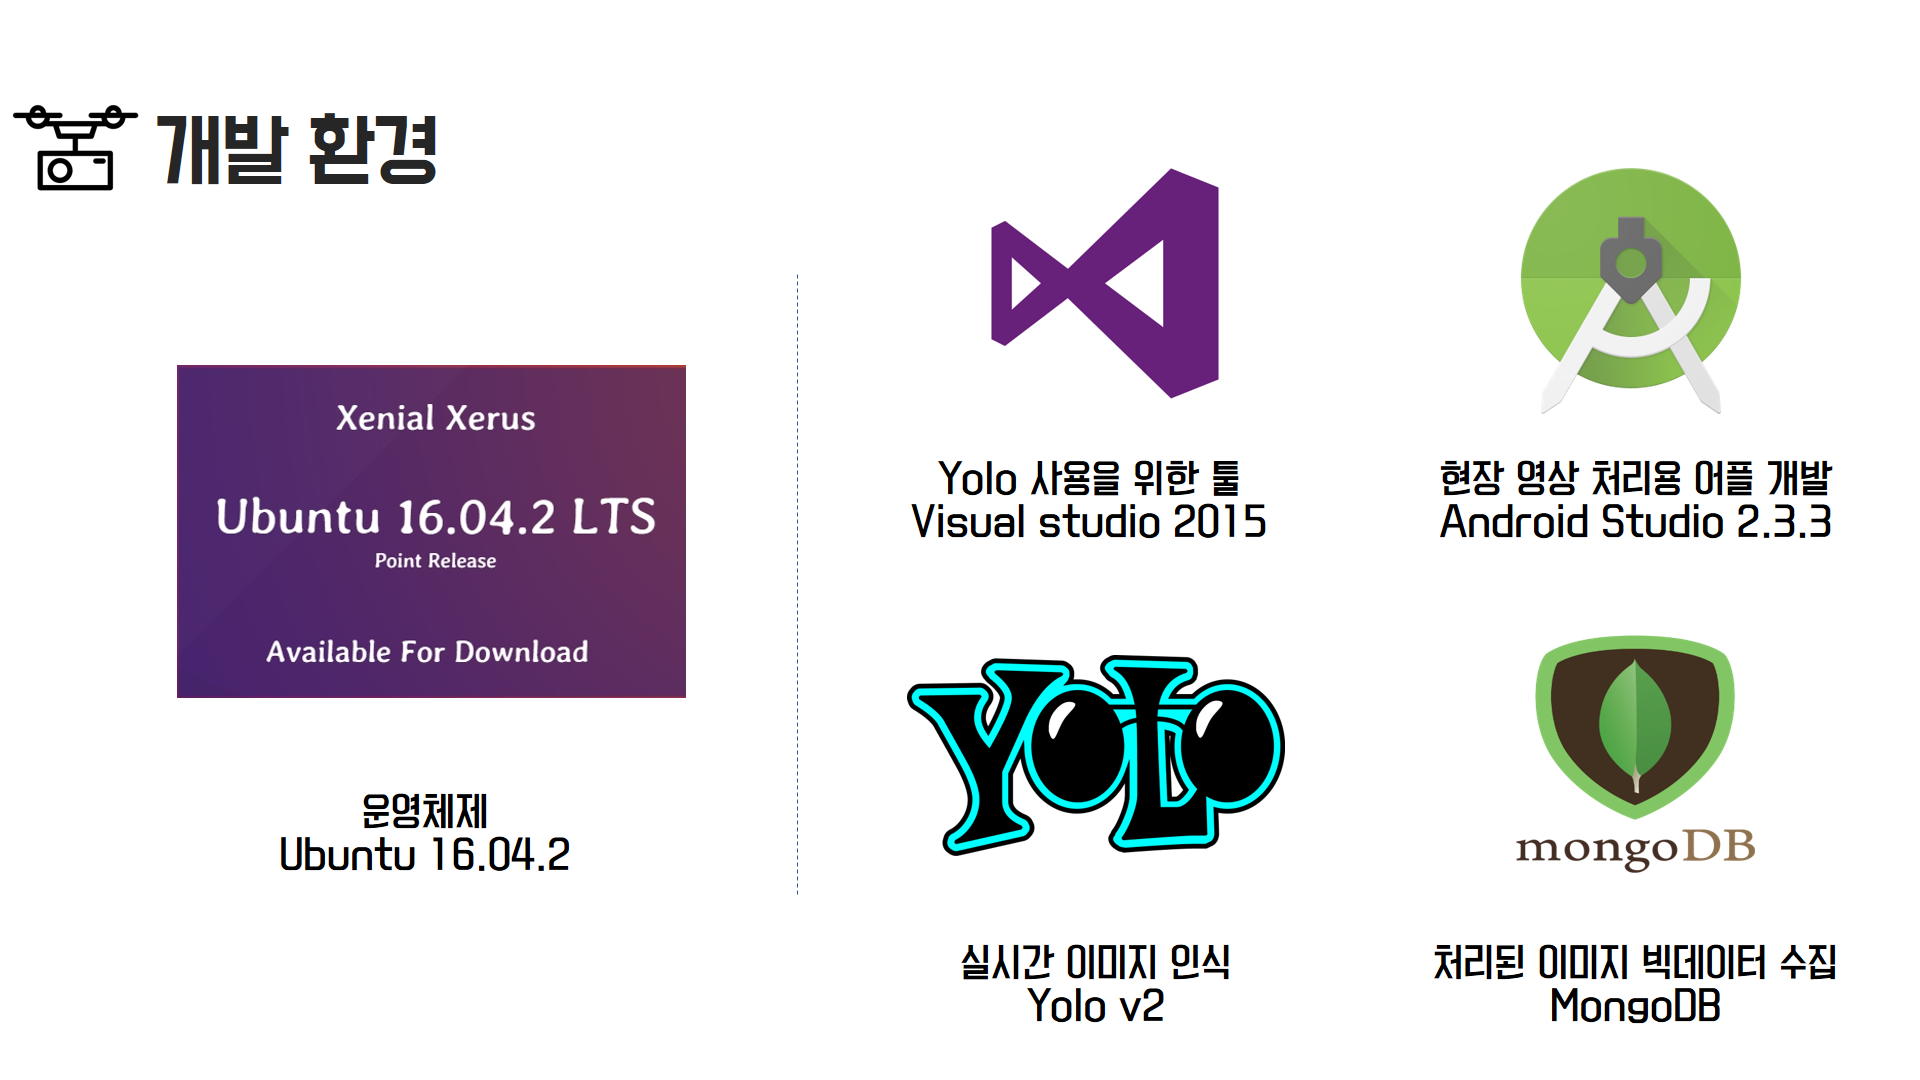 개발 환경
Xenial Xerus
Ubuntu 16.04.2 LTS
Point Release
Available For Download
운영체제
Ubuntu 16.04.2
Yolo 사용을 위한 툴
Visual studio 2015
현장 영상 처리용 어플 개발
Android Studio 2.3.3
YOLO
실시간 이미지 인식
Yolo v2
mongoDB
처리된 이미지 빅데이터 수집
MongoDB